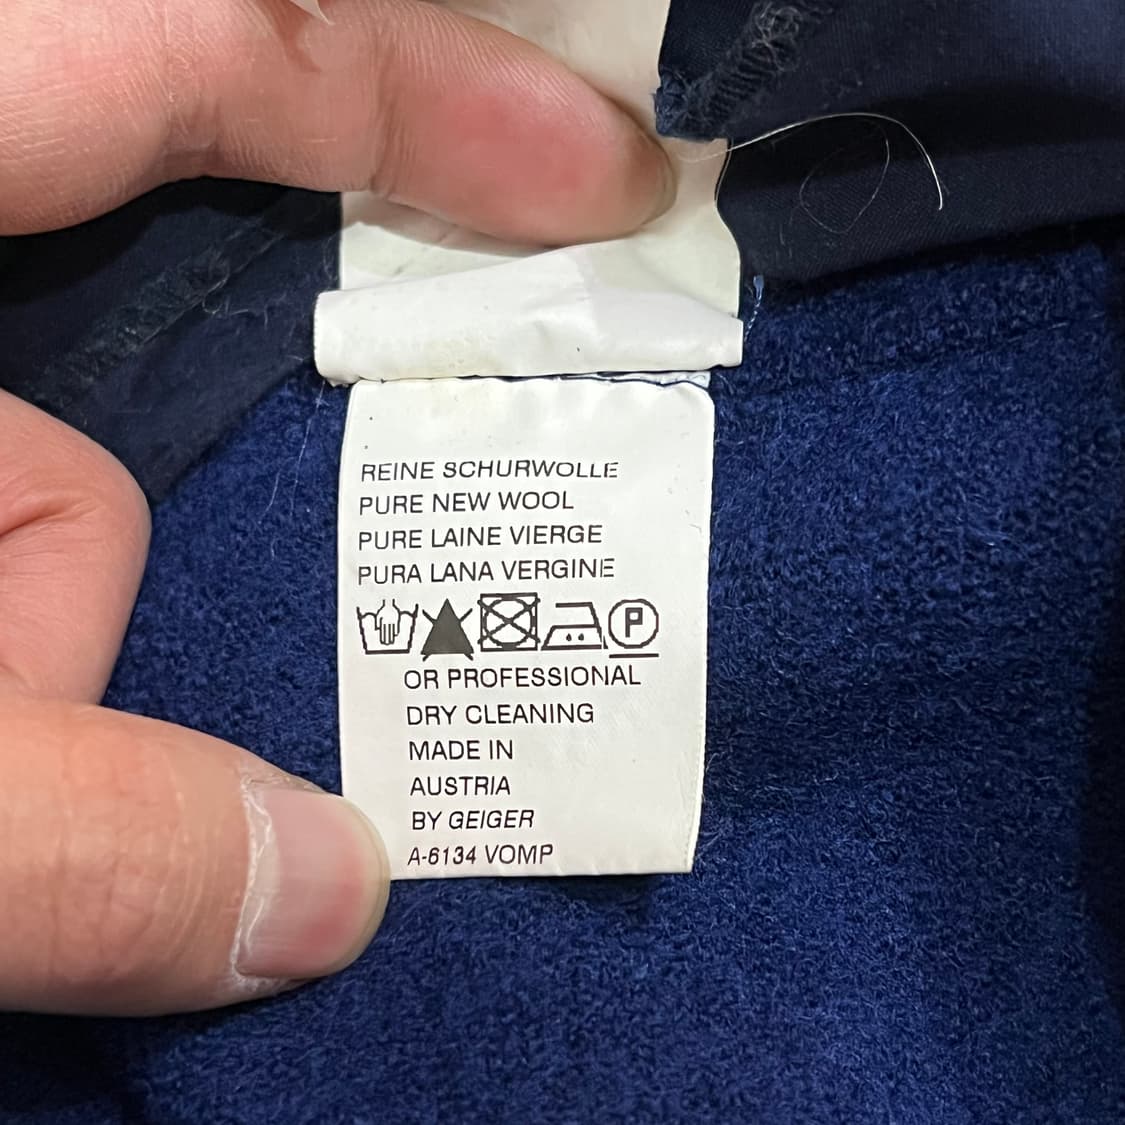 REINE SCHURWOLLE
PURE NEW WOOL
PURE LAINE VIERGE
PURA LANA VERGINE
P
OR PROFESSIONAL
DRY CLEANING
MADE IN
AUSTRIA
BY GEIGER
A-6134 VOMP